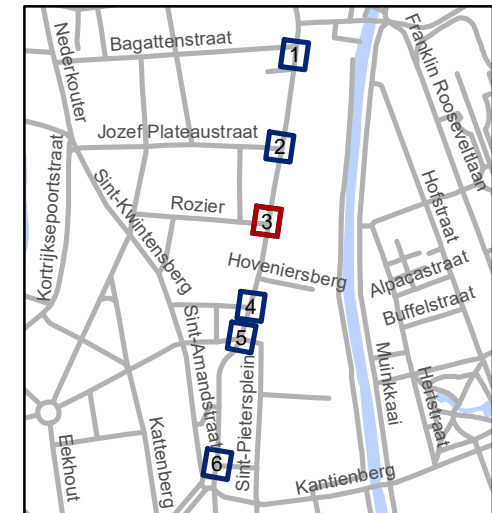 Nederkouter
Bagattenstraat
1
Franklin Rooseveltlaan
Jozef Plateaustraat
2
Kortrijksepoortstraat
Sint-Kwintensberg
Rozier
3
Hofstraat
Hoveniersberg
Alpacastraat
Buffelstraat
4
5
Sint-Amandstraat
Sint-Pietersplein
Muinkkaai
Hertstraat
Eekhout
Kattenberg
6
Kantienberg